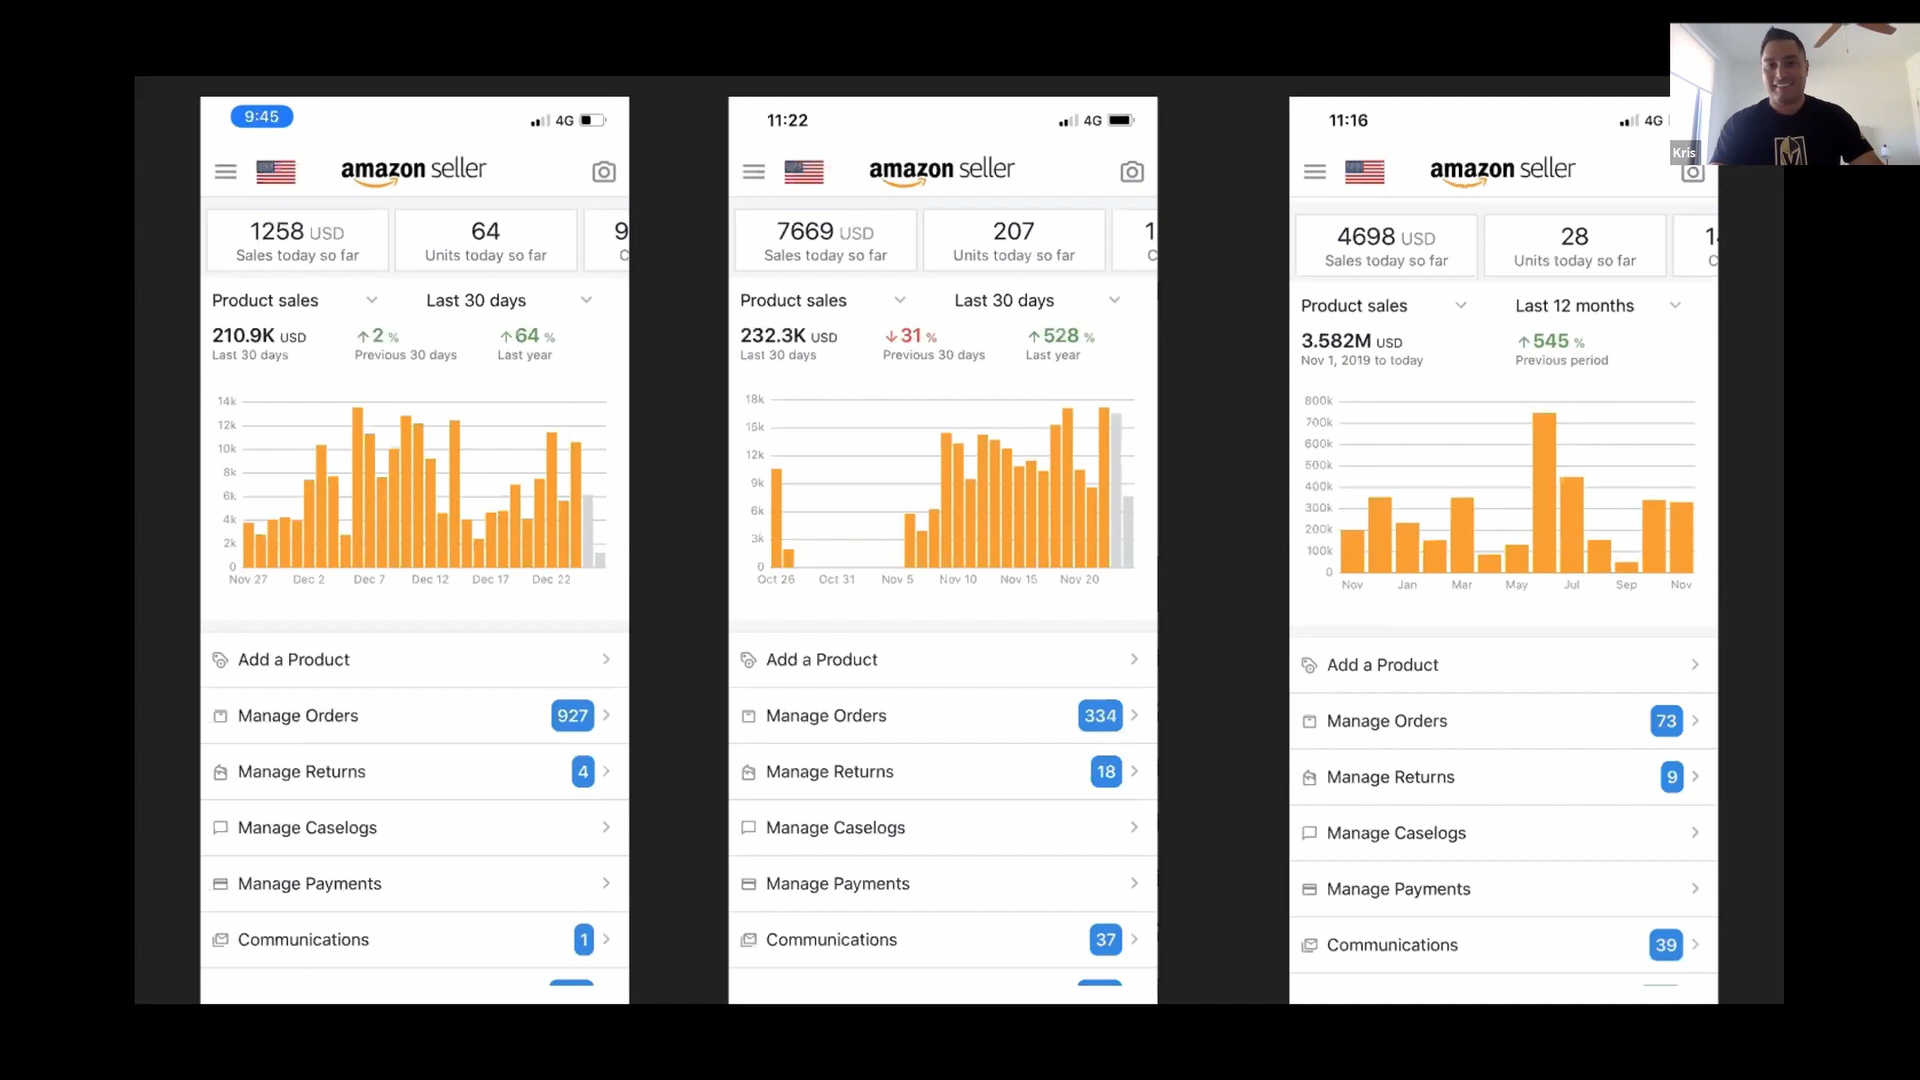 9:45
4G
amazon seller
1258 USD
Sales today so far
64
Units today so far
9
C
Product sales
Last 30 days
210.9K USD
Last 30 days
↑2 %
Previous 30 days
↑64 %
Last year
14k
12k
10k
8k
6k
4k
2k
0
Nov 27
Dec 2
Dec 7
Dec 12
Dec 17
Dec 22
Add a Product
Manage Orders
927
Manage Returns
4
Manage Caselogs
Manage Payments
Communications
1
11:22
4G
amazon seller
7669 USD
Sales today so far
207
Units today so far
1
C
Product sales
Last 30 days
232.3K USD
Last 30 days
↓31 %
Previous 30 days
↑528 %
Last year
18k
15k
12k
9k
6k
3k
0
Oct 26
Oct 31
Nov 5
Nov 10
Nov 15
Nov 20
Add a Product
Manage Orders
334
Manage Returns
18
Manage Caselogs
Manage Payments
Communications
37
11:16
4G
amazon seller
4698 USD
Sales today so far
28
Units today so far
1
C
Product sales
Last 12 months
3.582M USD
Nov 1, 2019 to today
↑545 %
Previous period
800k
700k
600k
500k
400k
300k
200k
100k
0
Nov
Jan
Mar
May
Jul
Sep
Nov
Add a Product
Manage Orders
73
Manage Returns
9
Manage Caselogs
Manage Payments
Communications
39
Kris